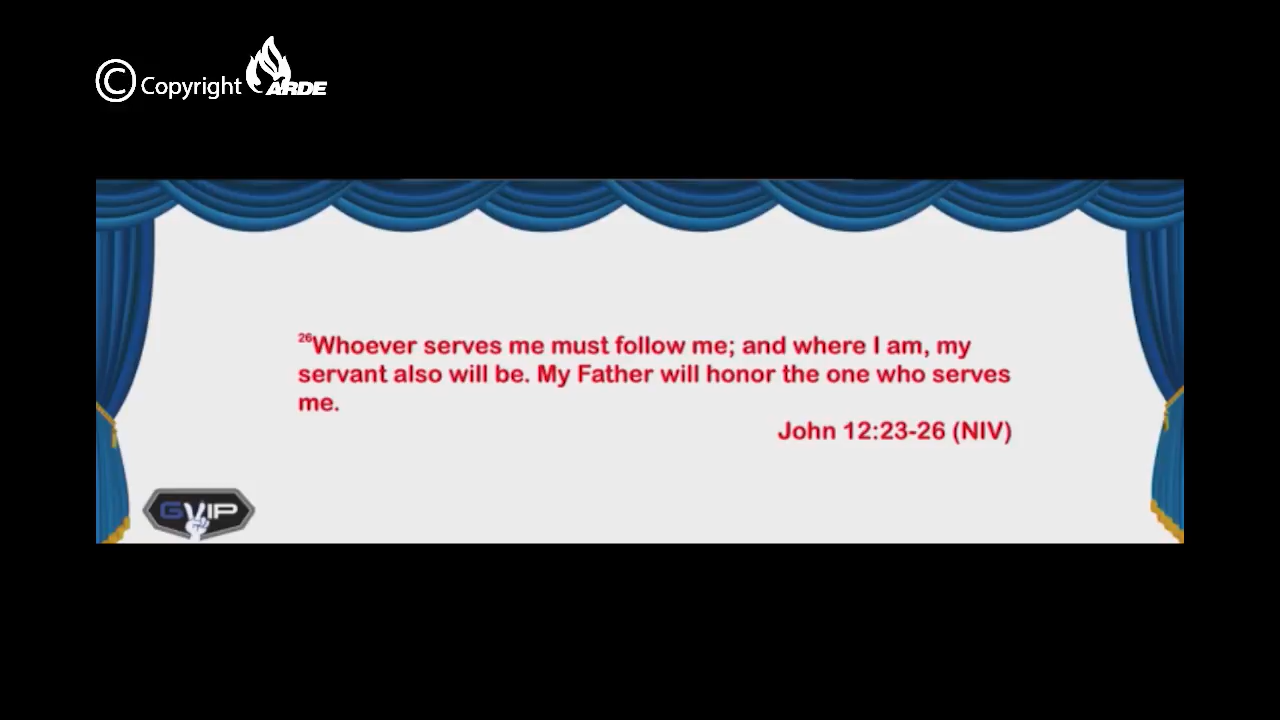 © Copyright ARDE
26Whoever serves me must follow me; and where I am, my
servant also will be. My Father will honor the one who serves
me.
John 12:23-26 (NIV)
GVIP